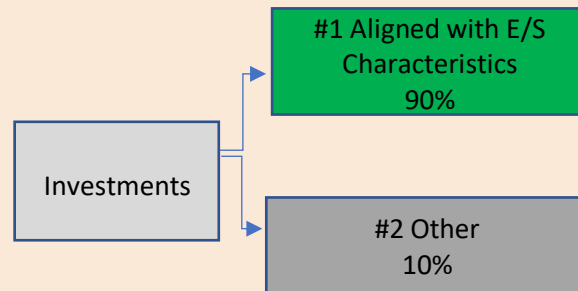 #1 Aligned with E/S
Characteristics
90%
Investments
#2 Other
10%